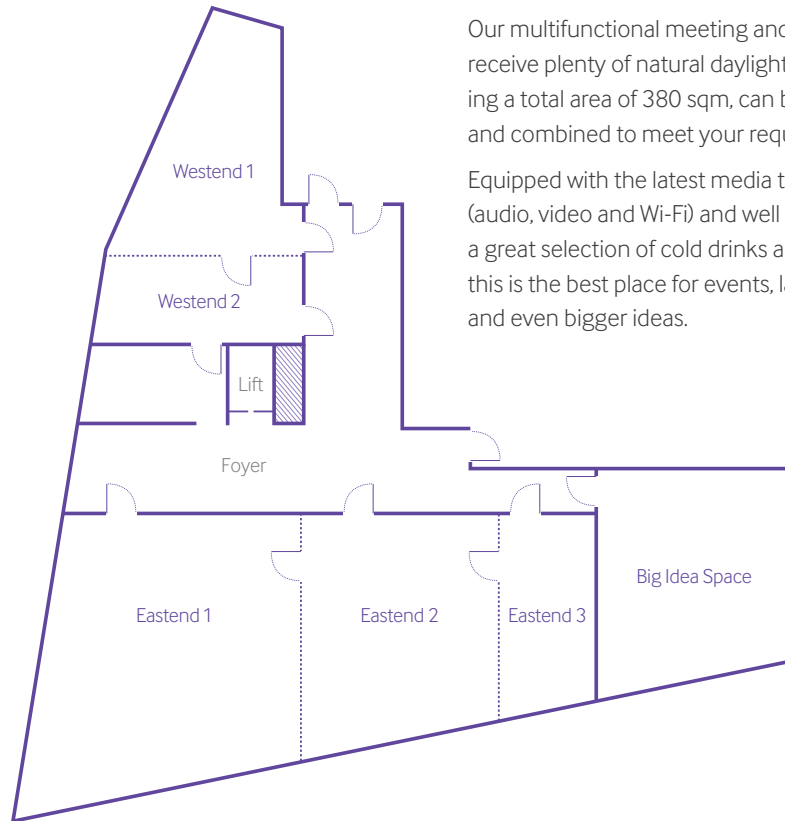 Our multifunctional meeting and
receive plenty of natural daylight
ing a total area of 380 sqm, can
and combined to meet your
Equipped with the latest media
(audio, video and Wi-Fi) and well
a great selection of cold drinks
this is the best place for events,
and even bigger ideas.
Westend 1
Westend 2
Lift
Foyer
Eastend 1
Eastend 2
Eastend 3
Big Idea Space